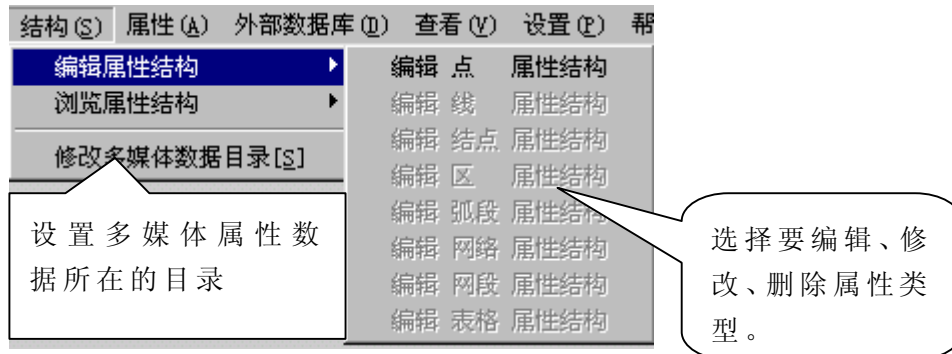 结构(S) 属性(A) 外部数据库(D) 查看(V) 设置(P) 帮
编辑属性结构
浏览属性结构
修改多媒体数据目录[S]
编辑 点 属性结构
编辑 线 属性结构
编辑 结点 属性结构
编辑 区 属性结构
编辑 弧段 属性结构
编辑 网络 属性结构
编辑 网段 属性结构
编辑 表格 属性结构
设置多媒体属性数
据所在的目录
选择要编辑、修
改、删除属性类
型。